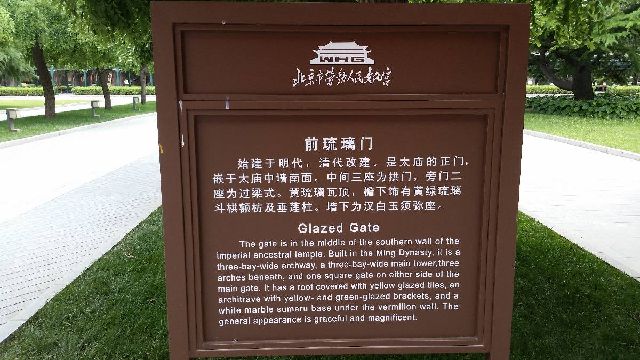 WHG
北京市劳动人民文化宫
前琉璃门
始建于明代，清代改建，是太庙的正门，
嵌于太庙中墙南面，中间三座为拱门，旁门二
座为过梁式。黄琉璃瓦顶，檐下饰有黄绿琉璃
斗栱额枋及垂莲柱。墙下为汉白玉须弥座。
Glazed Gate
The gate is in the middle of the southern wall of the
imperial ancestral temple. Built in the Ming Dynasty, it is a
three-bay-wide archway, a three-bay-wide main tower,three
arches beneath, and one square gate on either side of the
main gate. It has a root covered with yellow glazed tiles, an
architrave with yellow- and green-glazed brackets, and a
white marble sumeru base under the vermilion wall. The
general appearance is graceful and magnificent.